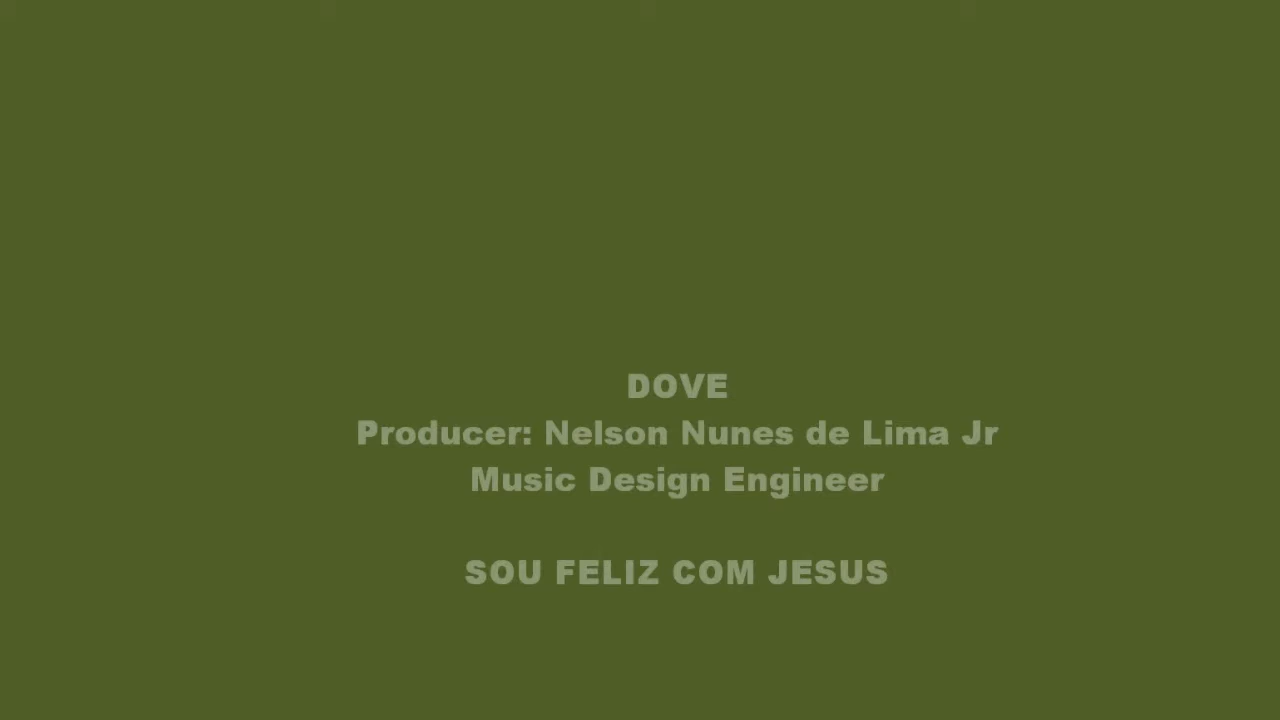 DOVE
Producer: Nelson Nunes de Lima Jr
Music Design Engineer
SOU FELIZ COM JESUS